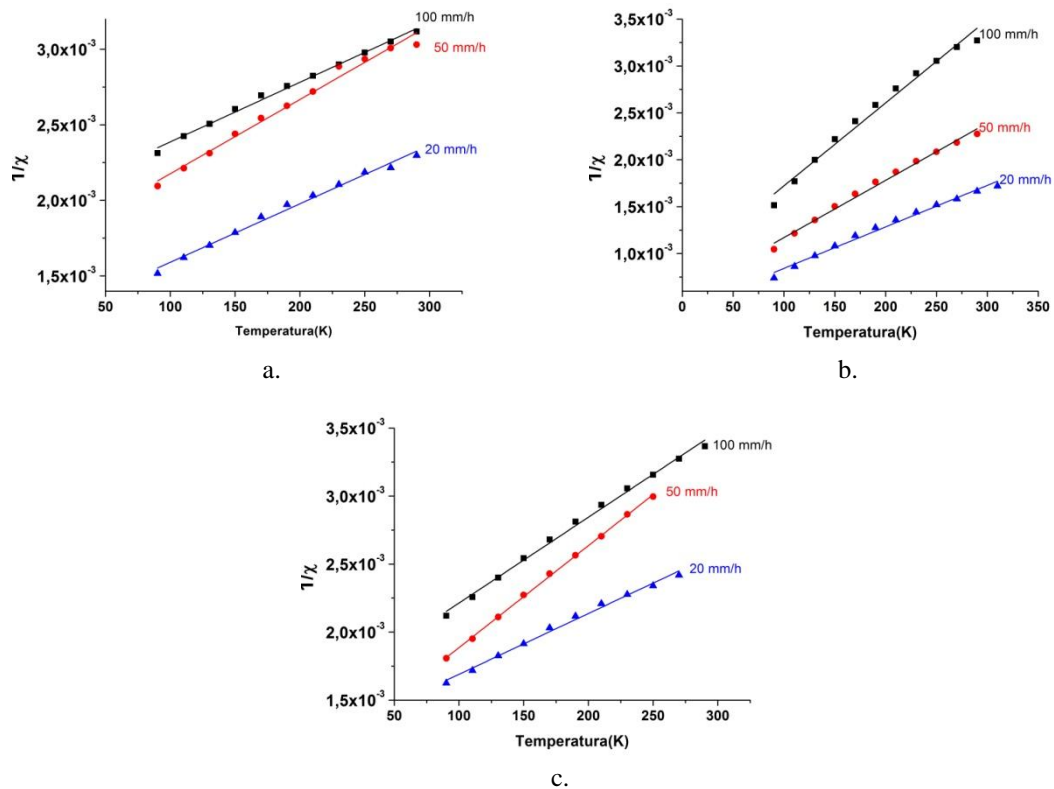 100 mm/h
50 mm/h
20 mm/h
3,0x10⁻³
2,5x10⁻³
2,0x10⁻³
1,5x10⁻³
1/χ
50 100 150 200 250 300
Temperatura(K)
a.
3,5x10⁻³
3,0x10⁻³
2,5x10⁻³
2,0x10⁻³
1,5x10⁻³
1,0x10⁻³
1/χ
100 mm/h
50 mm/h
20 mm/h
0 50 100 150 200 250 300 350
Temperatura(K)
b.
3,5x10⁻³
3,0x10⁻³
2,5x10⁻³
2,0x10⁻³
1,5x10⁻³
1/χ
100 mm/h
50 mm/h
20 mm/h
50 100 150 200 250 300
Temperatura(K)
c.